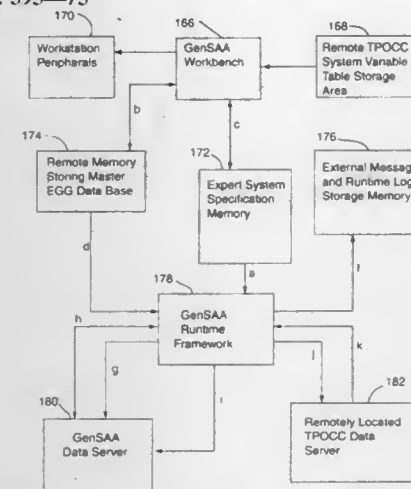 170
166
168
Workstation
Peripherals
GenSAA
Workbench
Remote TPOCC
System Variable
Table Storage
Area
b
c
174
172
176
Remote Memory
Storing Master
EGG Data Base
Expert System
Specification
Memory
External Messag
and Runtime Log
Storage Memory
d
a
178
f
GenSAA
Runtime
Framework
h
g
i
j
k
180
182
GenSAA
Data Server
Remotely Located
TPOCC Data
Server